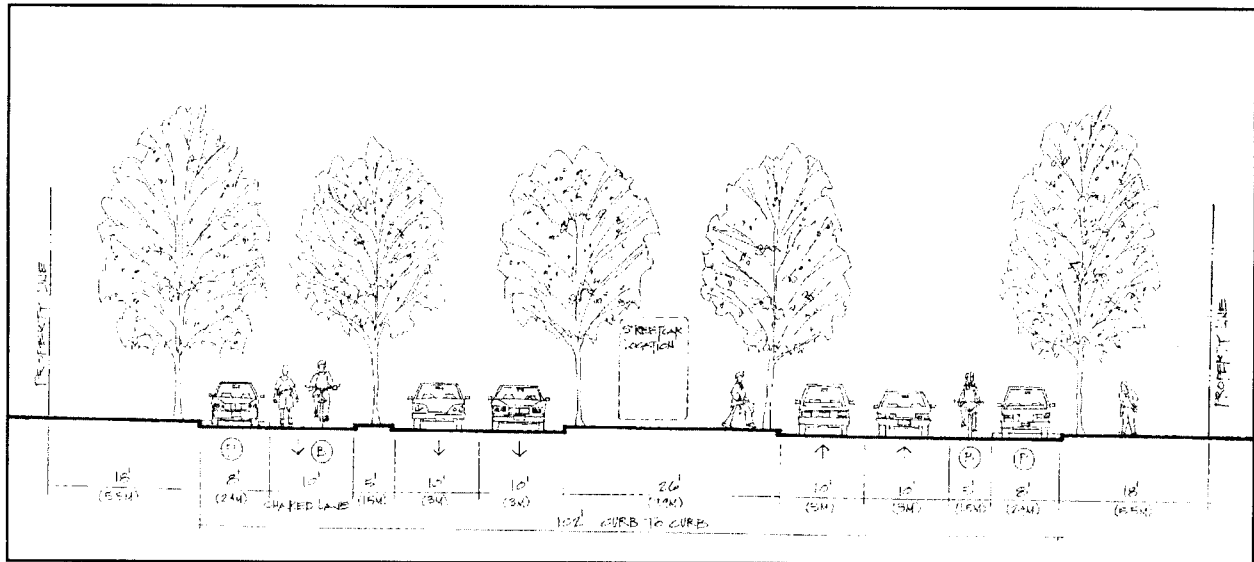 PROPERTY LINE
STREETCAR
LOCATION
PROPERTY LINE
P
B
B
P
18'
8'
10'
5'
10'
10'
26'
10'
10'
5'
8'
18'
(5.5M)
(2.4M)
SHARED LANE
(1.5M)
(3M)
(3M)
(3M)
(3M)
(1.5M)
(2.4M)
(5.5M)
102' CURB TO CURB